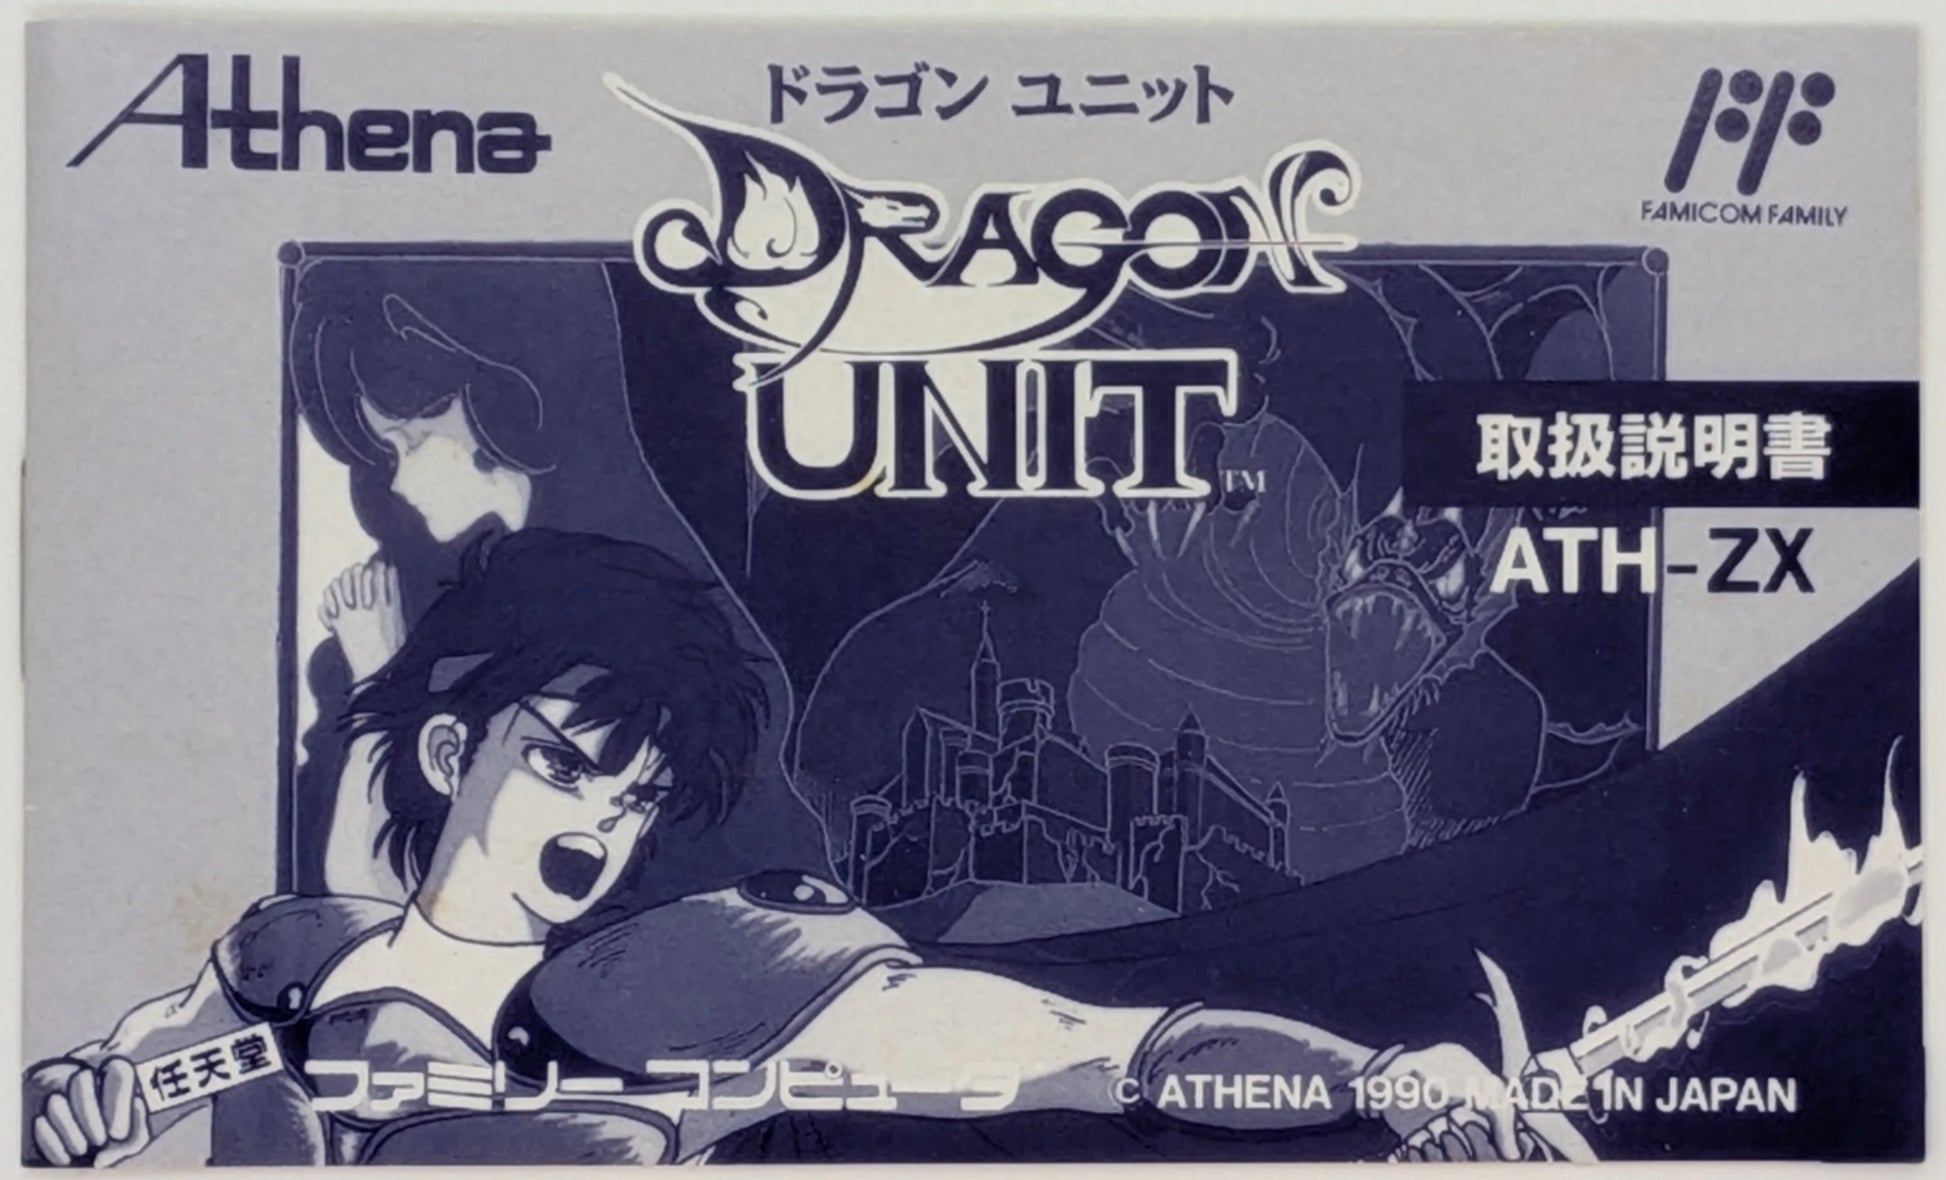 Athena
ドラゴン ユニット
DRAGON
UNIT™
FF
FAMICOM FAMILY
取扱説明書
ATH-ZX
任天堂
ファミリーコンピュータ
© ATHENA 1990 MADE IN JAPAN